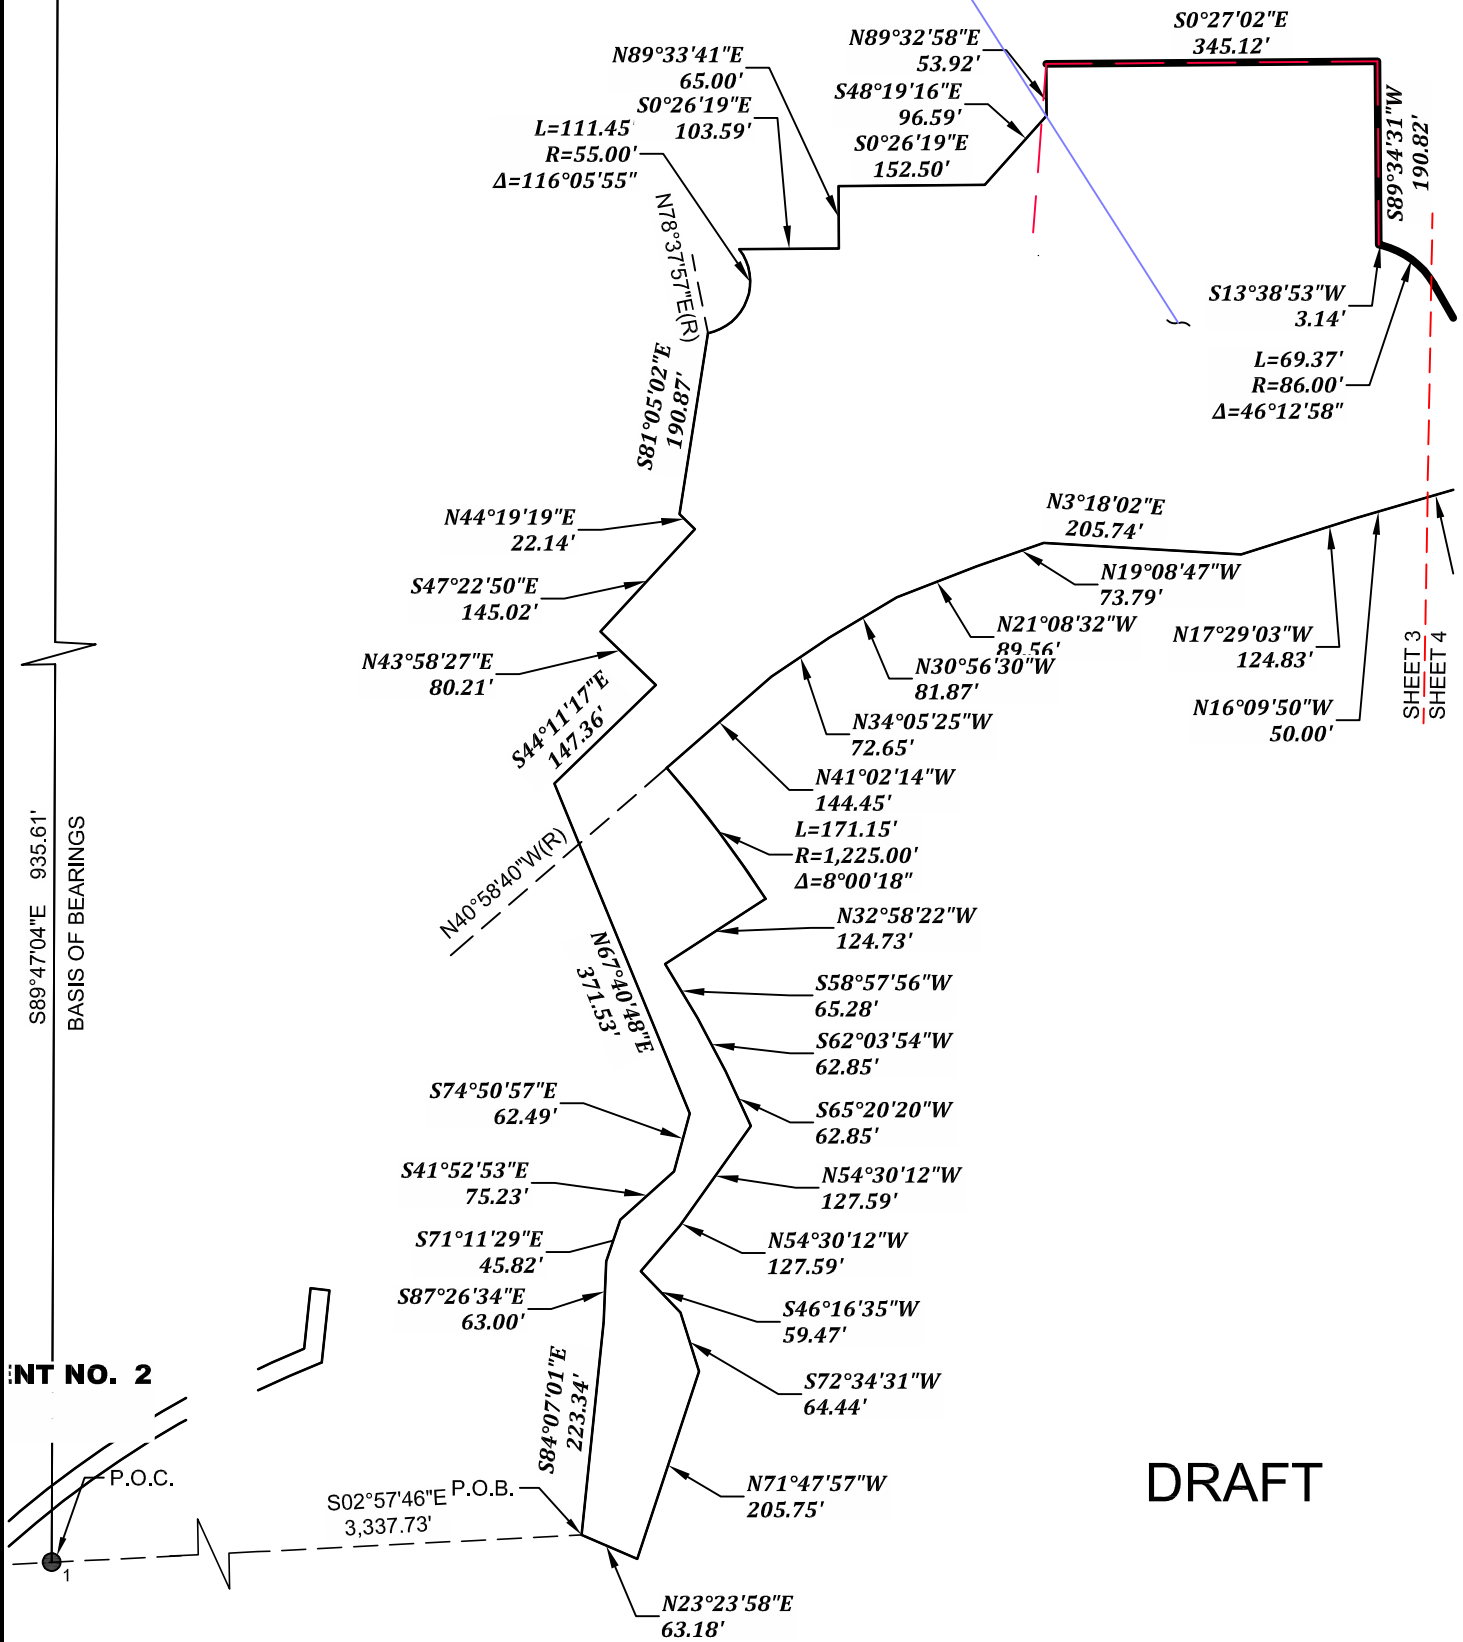 S0°27'02"E
345.12'
N89°32'58"E
53.92'
N89°33'41"E
65.00'
S48°19'16"E
96.59'
S0°26'19"E
103.59'
L=111.45'
R=55.00'
Δ=116°05'55"
S0°26'19"E
152.50'
S89°34'31"W
190.82'
N78°37'57"E(R)
S13°38'53"W
3.14'
L=69.37'
R=86.00'
Δ=46°12'58"
S81°05'02"E
190.87'
N44°19'19"E
22.14'
N3°18'02"E
205.74'
S47°22'50"E
145.02'
N19°08'47"W
73.79'
N21°08'32"W
89.56'
N17°29'03"W
124.83'
N43°58'27"E
80.21'
N30°56'30"W
81.87'
SHEET 3
SHEET 4
N16°09'50"W
50.00'
S44°11'17"E
147.36'
N34°05'25"W
72.65'
N41°02'14"W
144.45'
L=171.15'
R=1,225.00'
Δ=8°00'18"
S89°47'04"E 935.61'
BASIS OF BEARINGS
N40°58'40"W(R)
N32°58'22"W
124.73'
N67°40'48"E
371.53'
S58°57'56"W
65.28'
S62°03'54"W
62.85'
S74°50'57"E
62.49'
S65°20'20"W
62.85'
S41°52'53"E
75.23'
N54°30'12"W
127.59'
S71°11'29"E
45.82'
N54°30'12"W
127.59'
S87°26'34"E
63.00'
S46°16'35"W
59.47'
ENT NO. 2
S84°07'01"E
223.34'
S72°34'31"W
64.44'
P.O.C.
S02°57'46"E
3,337.73'
P.O.B.
N71°47'57"W
205.75'
DRAFT
1
N23°23'58"E
63.18'